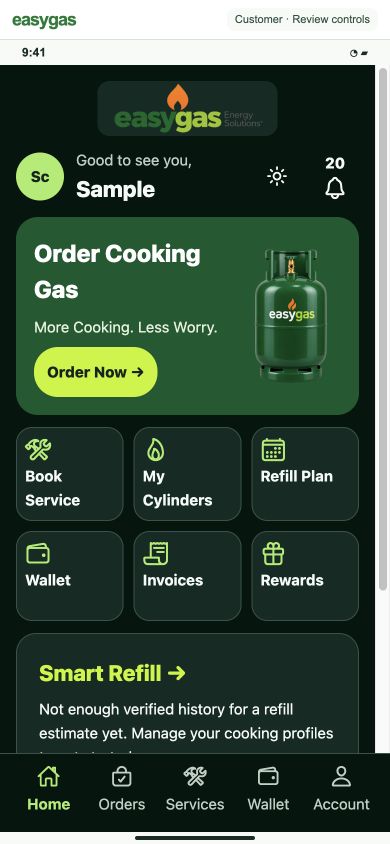 easygas
Customer · Review controls
9:41
easygas Energy Solutions
Good to see you,
Sc
Sample
20
Order Cooking
Gas
More Cooking. Less Worry.
Order Now →
easygas
Book
Service
My
Cylinders
Refill Plan
Wallet
Invoices
Rewards
Smart Refill →
Not enough verified history for a refill
estimate yet. Manage your cooking profiles
Home
Orders
Services
Wallet
Account